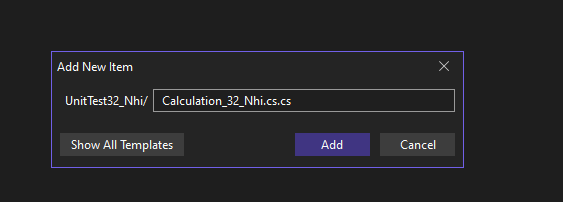 Add New Item
UnitTest32_Nhi/ Calculation_32_Nhi.cs.cs
Show All Templates Add Cancel